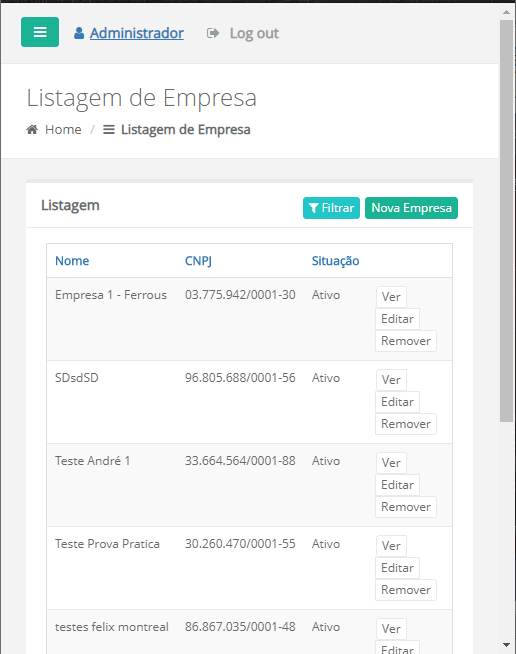 Administrador Log out
Listagem de Empresa
Home / Listagem de Empresa
Listagem Filtrar Nova Empresa
Nome CNPJ Situação
Empresa 1 - Ferrous 03.775.942/0001-30 Ativo Ver
Editar
Remover
SDsdSD 96.805.688/0001-56 Ativo Ver
Editar
Remover
Teste André 1 33.664.564/0001-88 Ativo Ver
Editar
Remover
Teste Prova Pratica 30.260.470/0001-55 Ativo Ver
Editar
Remover
testes felix montreal 86.867.035/0001-48 Ativo Ver
Editar